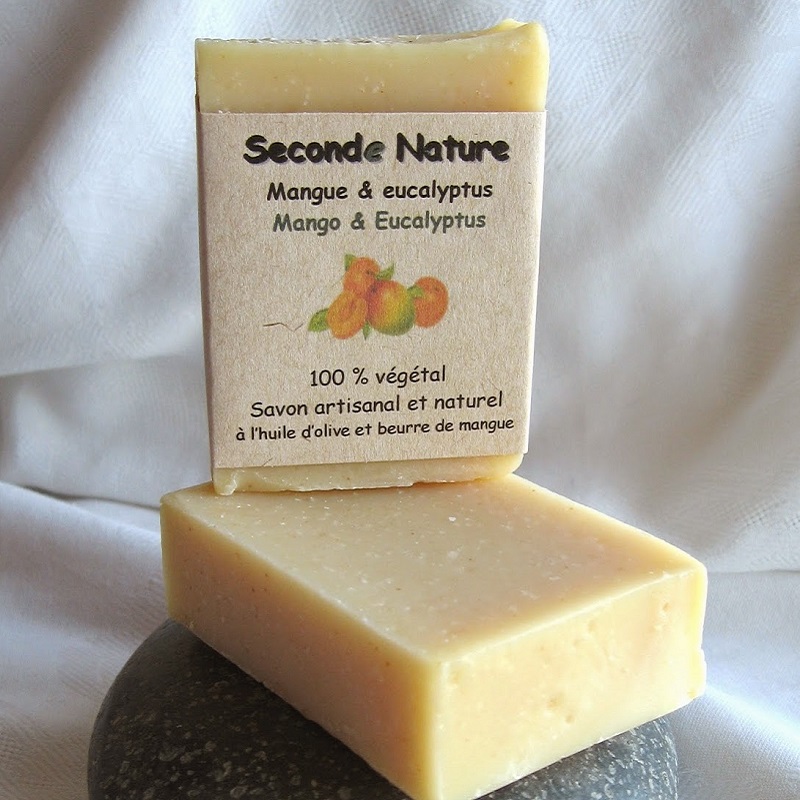 Seconde Nature
Mangue & eucalyptus
Mango & Eucalyptus
100 % végétal
Savon artisanal et naturel
à l'huile d'olive et beurre de mangue